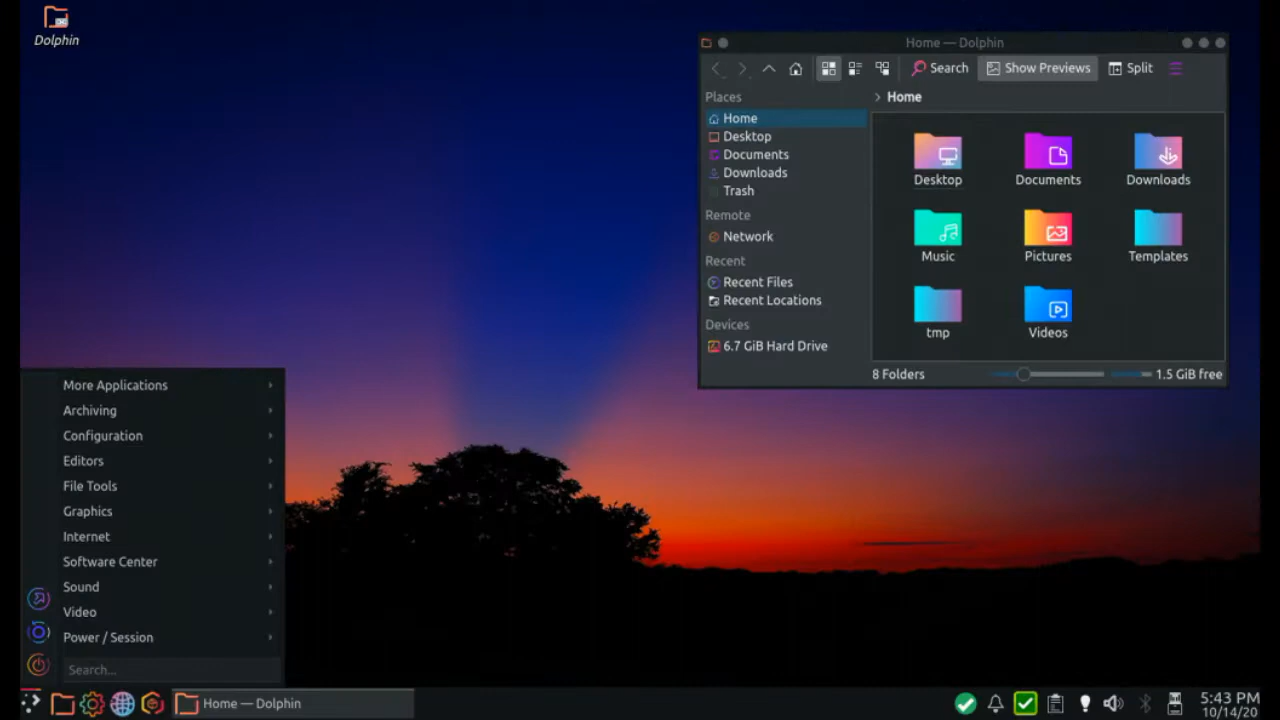 Dolphin
Home — Dolphin
Search
Show Previews
Split
Places
Home
Desktop
Documents
Downloads
Trash
Remote
Network
Recent
Recent Files
Recent Locations
Devices
6.7 GiB Hard Drive
Home
Desktop
Documents
Downloads
Music
Pictures
Templates
tmp
Videos
8 Folders
1.5 GiB free
More Applications
Archiving
Configuration
Editors
File Tools
Graphics
Internet
Software Center
Sound
Video
Power / Session
Search...
Home — Dolphin
5:43 PM
10/14/20